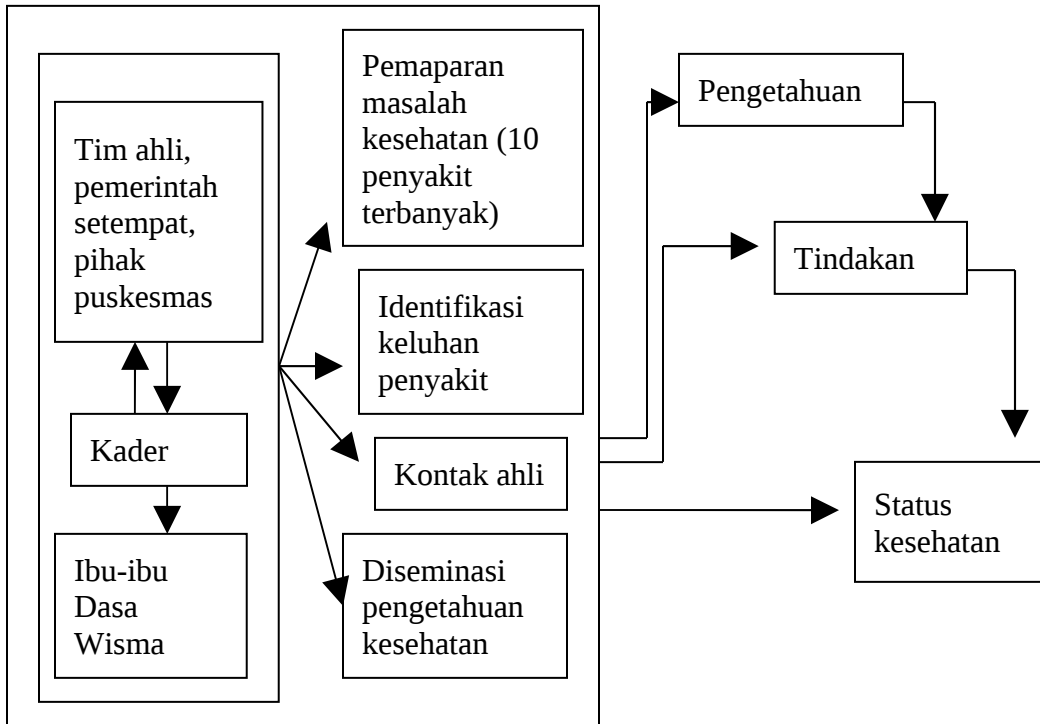 Tim ahli,
pemerintah
setempat,
pihak
puskesmas
Kader
Ibu-ibu
Dasa
Wisma
Pemaparan
masalah
kesehatan (10
penyakit
terbanyak)
Identifikasi
keluhan
penyakit
Kontak ahli
Diseminasi
pengetahuan
kesehatan
Pengetahuan
Tindakan
Status
kesehatan